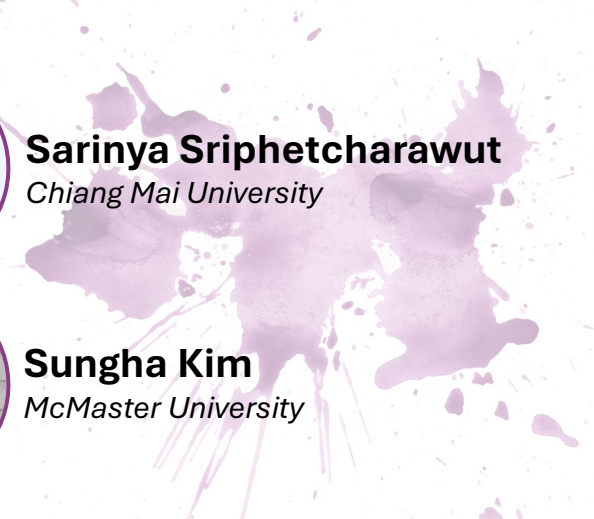 Sarinya Sriphetcharawut
Chiang Mai University
Sungha Kim
McMaster University